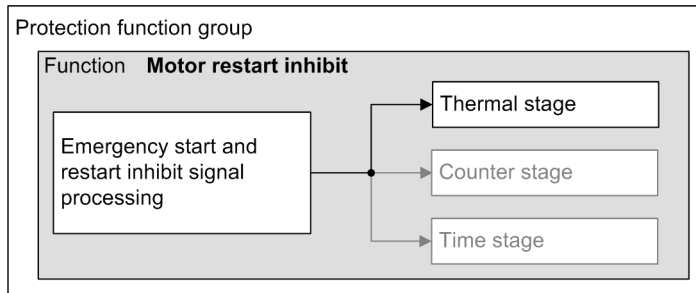 Protection function group
Function Motor restart inhibit
Emergency start and
restart inhibit signal
processing
Thermal stage
Counter stage
Time stage